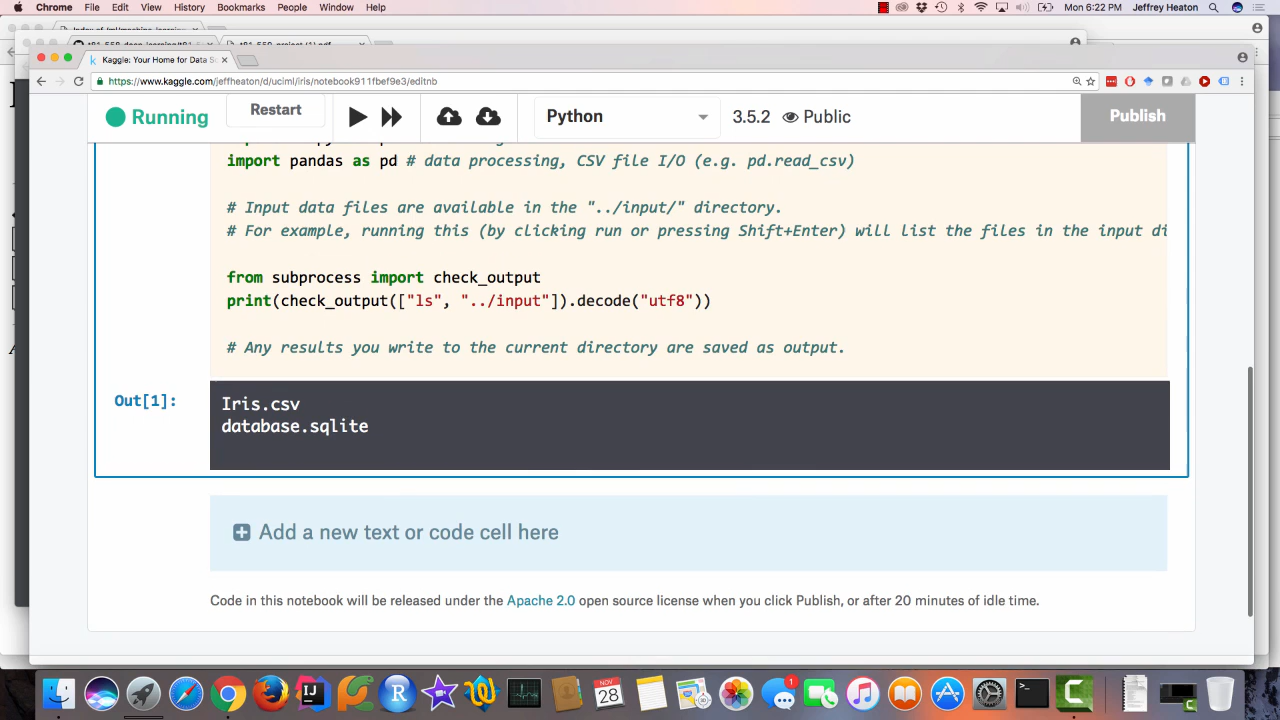 Chrome File Edit View History Bookmarks People Window Help Mon 6:22 PM Jeffrey Heaton
Kaggle: Your Home for Data Sc
https://www.kaggle.com/jeffheaton/d/uciml/iris/notebook911fbef9e3/editnb
Running Restart Python 3.5.2 Public Publish
import pandas as pd # data processing, CSV file I/O (e.g. pd.read_csv)
# Input data files are available in the "../input/" directory.
# For example, running this (by clicking run or pressing Shift+Enter) will list the files in the input di
from subprocess import check_output
print(check_output(["ls", "../input"]).decode("utf8"))
# Any results you write to the current directory are saved as output.
Out[1]:
Iris.csv
database.sqlite
Add a new text or code cell here
Code in this notebook will be released under the Apache 2.0 open source license when you click Publish, or after 20 minutes of idle time.
NOV
28
1